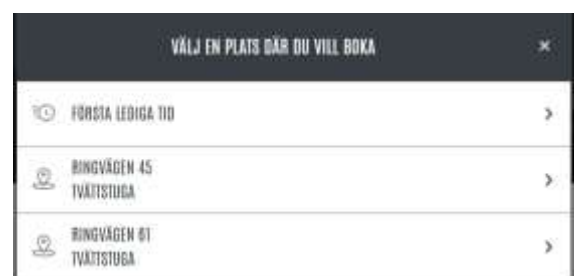 VÄLJ EN PLATS DÄR DU VILL BOKA
FÖRSTA LEDIGA TID
RINGVÄGEN 45
TVÄTTSTUGA
RINGVÄGEN 61
TVÄTTSTUGA